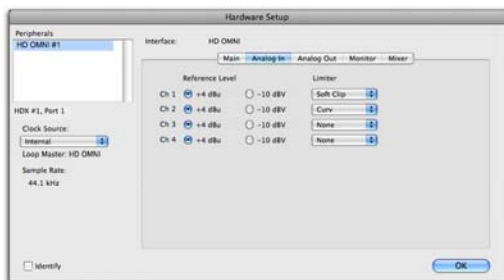 Hardware Setup
Peripherals
HD OMNI #1
HDX #1, Port 1
Clock Source:
Internal
Loop Master: HD OMNI
Sample Rate:
44.1 kHz
Identify
Interface: HD OMNI
Main Analog In Analog Out Monitor Mixer
Reference Level Limiter
Ch 1 +4 dBu -10 dBV Soft Clip
Ch 2 +4 dBu -10 dBV Curv
Ch 3 +4 dBu -10 dBV None
Ch 4 +4 dBu -10 dBV None
OK